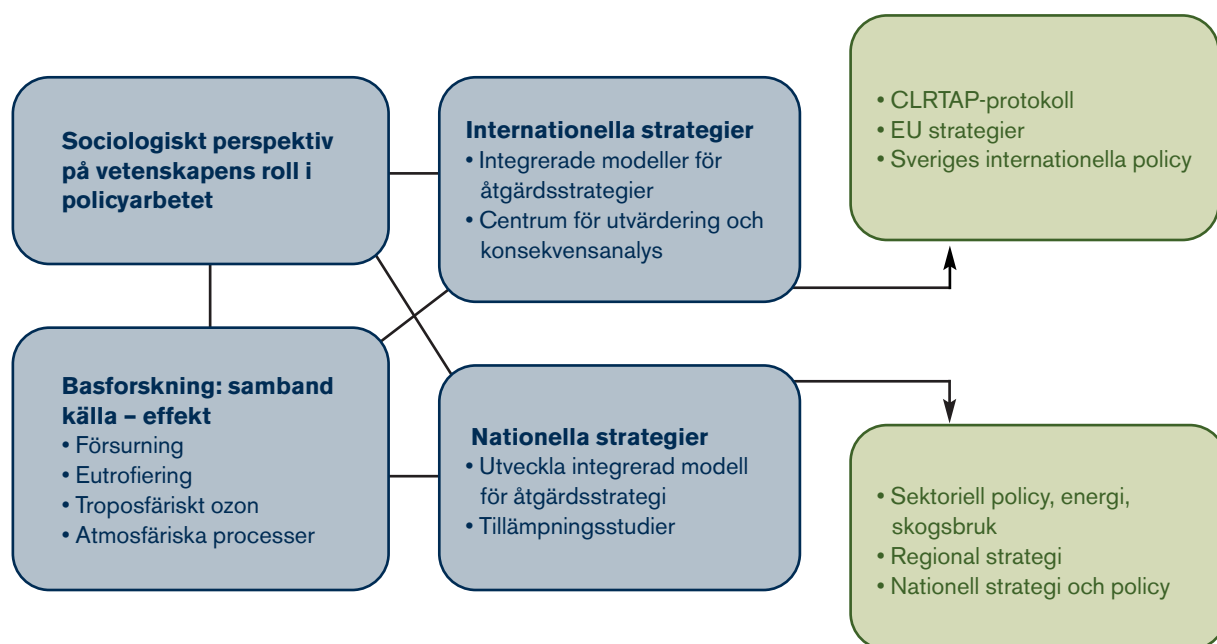 Sociologiskt perspektiv
på vetenskapens roll i
policyarbetet
Internationella strategier
• Integrerade modeller för
åtgärdsstrategier
• Centrum för utvärdering och
konsekvensanalys
• CLRTAP-protokoll
• EU strategier
• Sveriges internationella policy
Basforskning: samband
källa – effekt
• Försurning
• Eutrofiering
• Troposfäriskt ozon
• Atmosfäriska processer
Nationella strategier
• Utveckla integrerad modell
för åtgärdsstrategi
• Tillämpningsstudier
• Sektoriell policy, energi,
skogsbruk
• Regional strategi
• Nationell strategi och policy